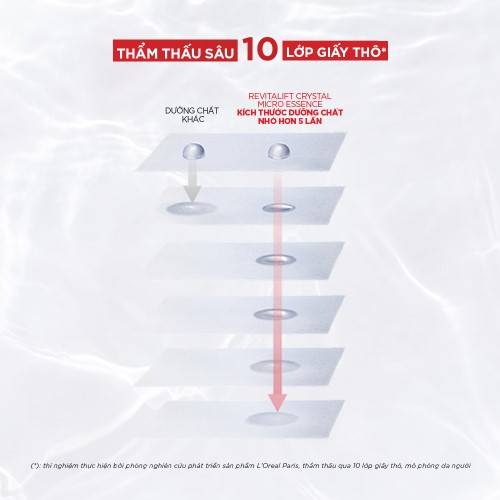 THẨM THẤU SÂU 10 LỚP GIẤY THÔ*
DƯỠNG CHẤT
KHÁC
REVITALIFT CRYSTAL
MICRO ESSENCE
KÍCH THƯỚC DƯỠNG CHẤT
NHỎ HƠN 5 LẦN
(*): thí nghiệm thực hiện bởi phòng nghiên cứu phát triển sản phẩm L'Oreal Paris, thẩm thấu qua 10 lớp giấy thô, mô phỏng da người